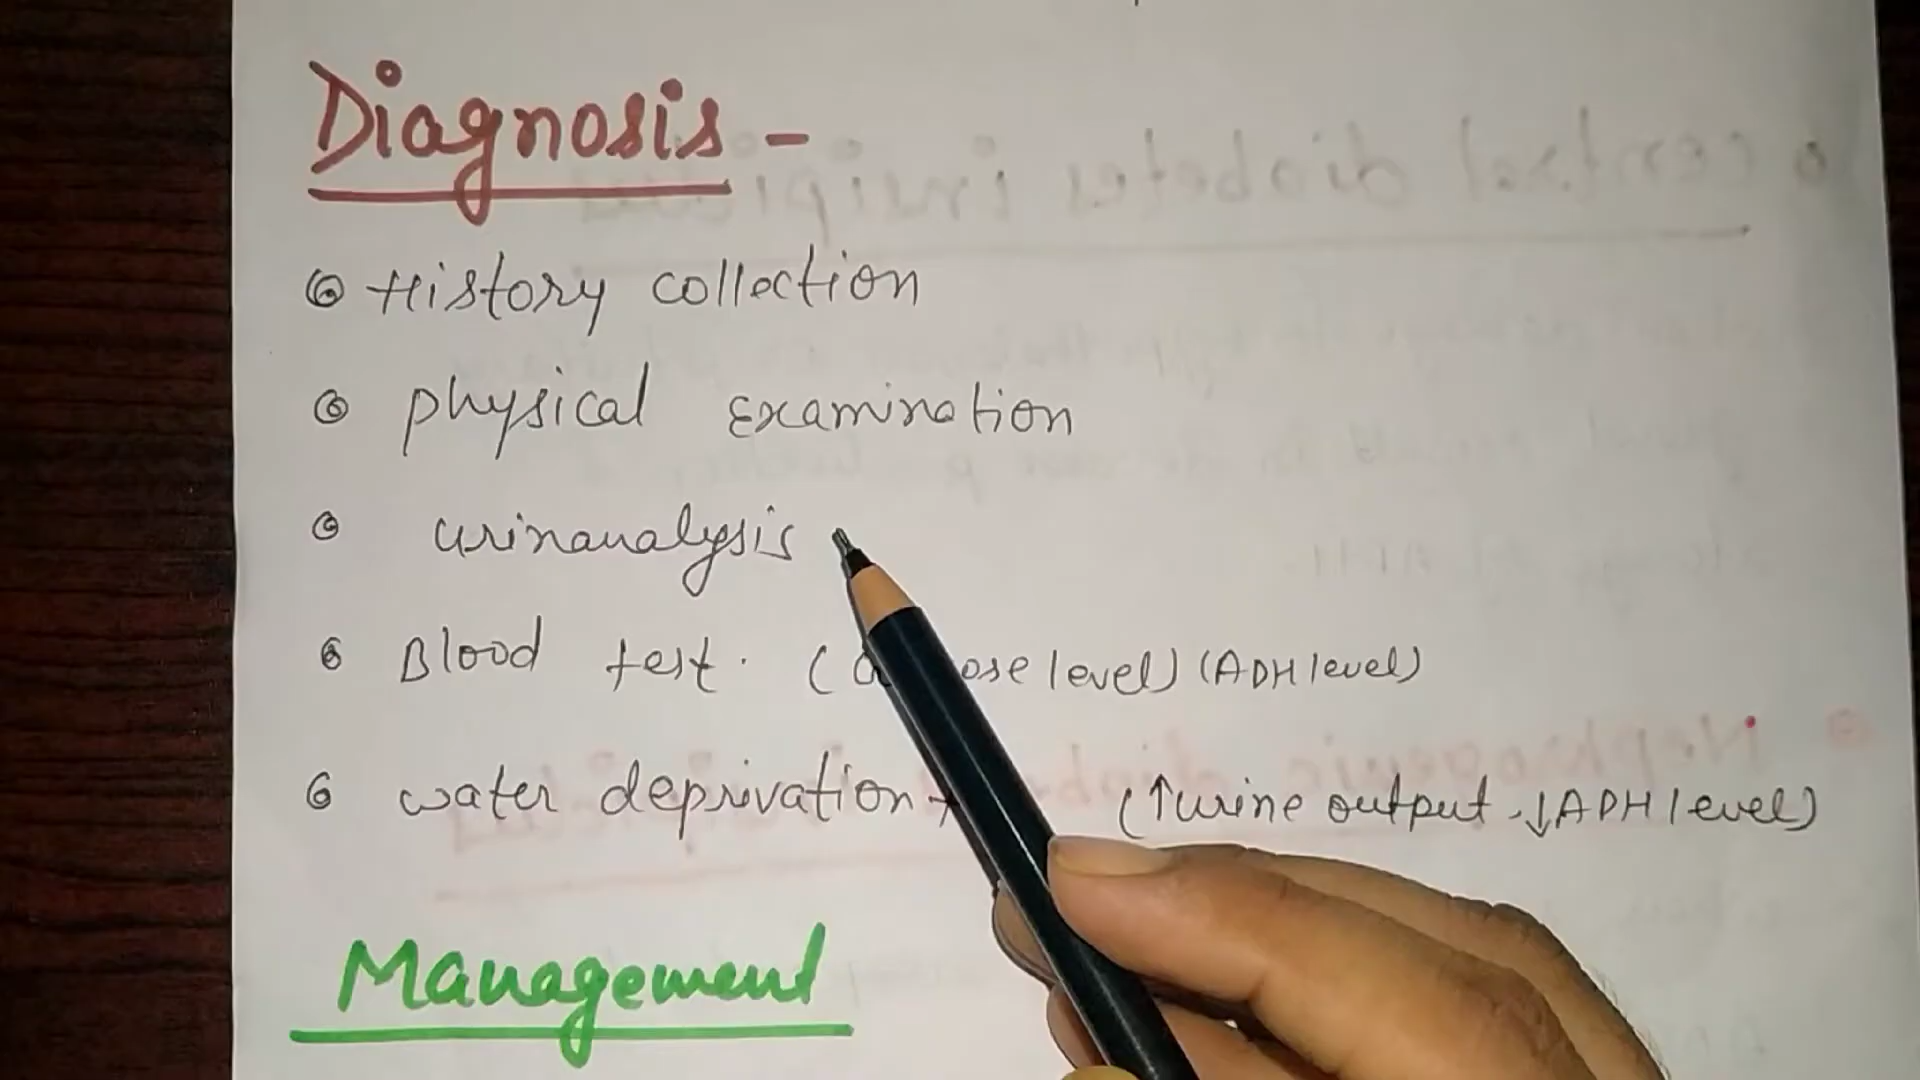 Diagnosis -
History collection
physical examination
urinanalysis
Blood test. ( ose level) (ADH level)
water deprivation (↑urine output. ↓ADH level)
Management